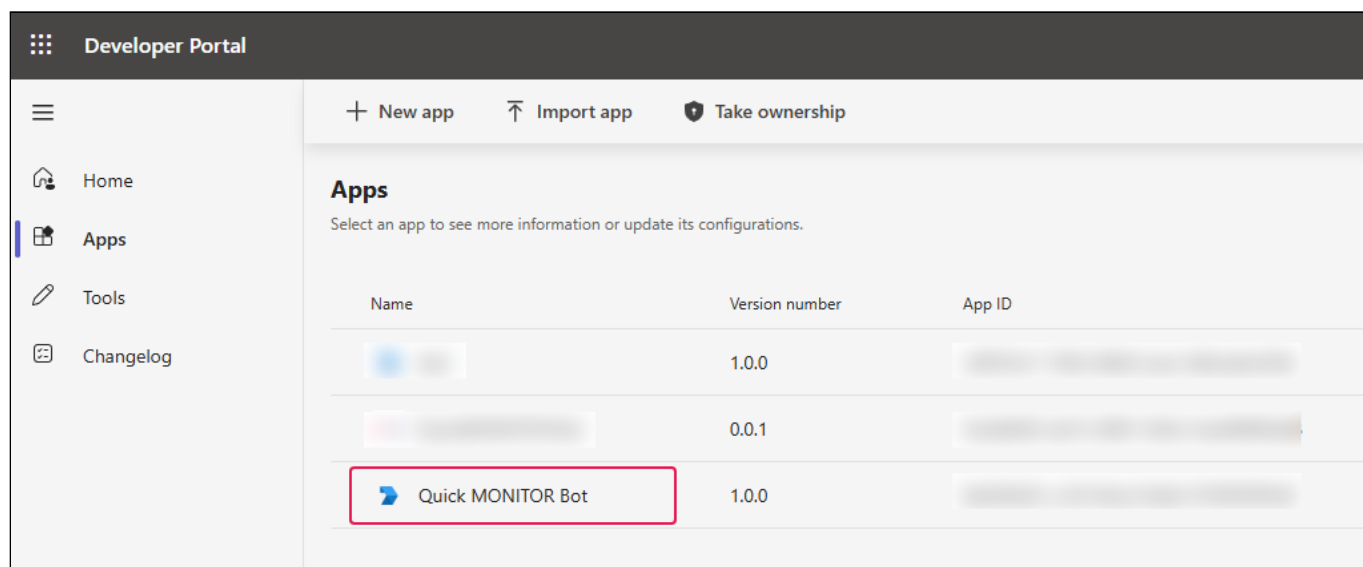 Developer Portal
New app Import app Take ownership
Home
Apps
Tools
Changelog
Apps
Select an app to see more information or update its configurations.
Name Version number App ID
1.0.0
0.0.1
Quick MONITOR Bot 1.0.0